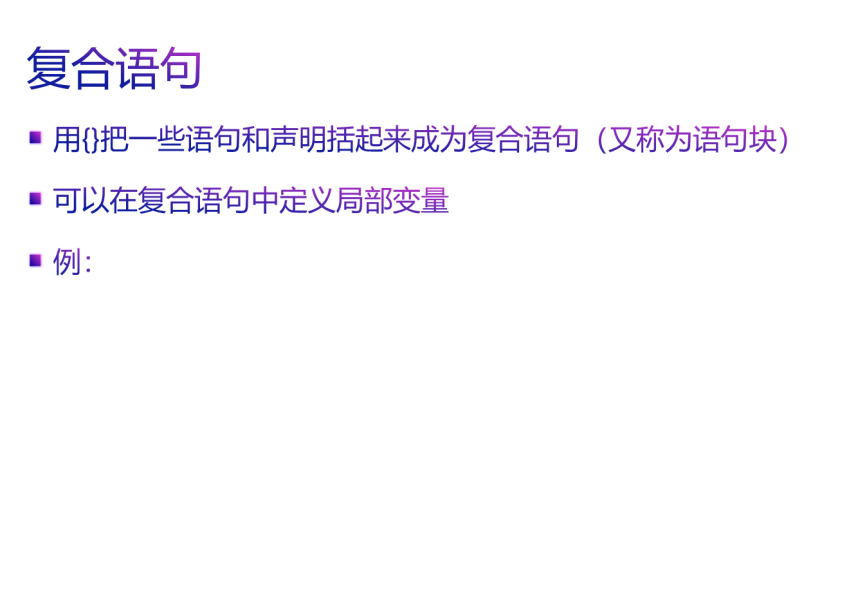 复合语句
用{}把一些语句和声明括起来成为复合语句（又称为语句块）
可以在复合语句中定义局部变量
例：